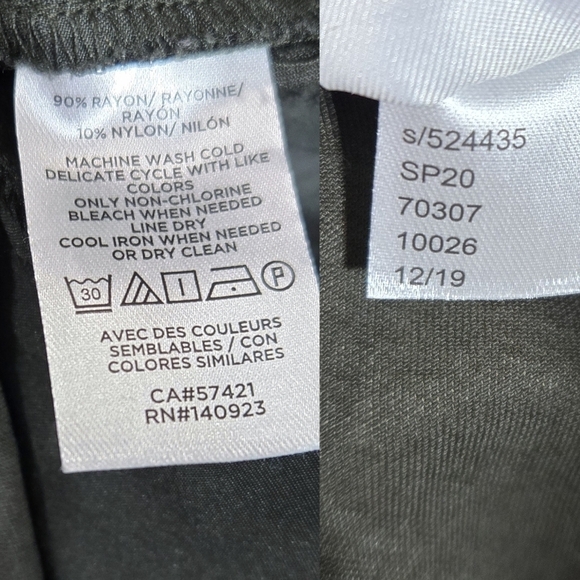 90% RAYON/ RAYONNE/
RAYÓN
10% NYLON/ NILÓN
MACHINE WASH COLD
DELICATE CYCLE WITH LIKE
COLORS
ONLY NON-CHLORINE
BLEACH WHEN NEEDED
LINE DRY
COOL IRON WHEN NEEDED
OR DRY CLEAN
30 P
AVEC DES COULEURS
SEMBLABLES / CON
COLORES SIMILARES
CA#57421
RN#140923
s/524435
SP20
70307
10026
12/19